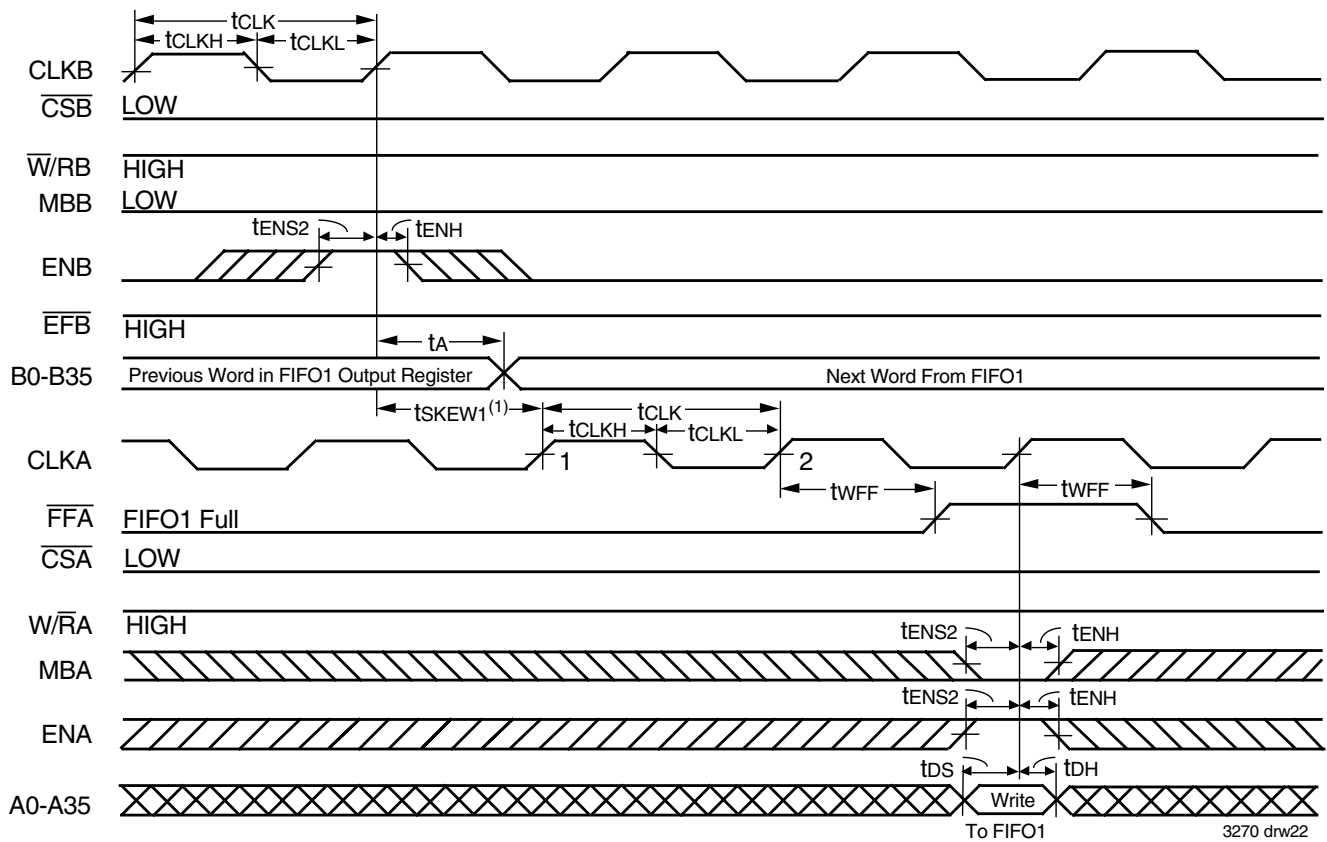 tCLK
tCLKH
tCLKL
CLKB
CSB
LOW
W/RB
HIGH
MBB
LOW
tENS2
tENH
ENB
EFB
HIGH
tA
B0-B35
Previous Word in FIFO1 Output Register
Next Word From FIFO1
tSKEW1(1)
tCLK
tCLKH
tCLKL
CLKA
1
2
tWFF
tWFF
FFA
FIFO1 Full
CSA
LOW
W/RA
HIGH
tENS2
tENH
MBA
tENS2
tENH
ENA
tDS
tDH
A0-A35
Write
To FIFO1
3270 drw22